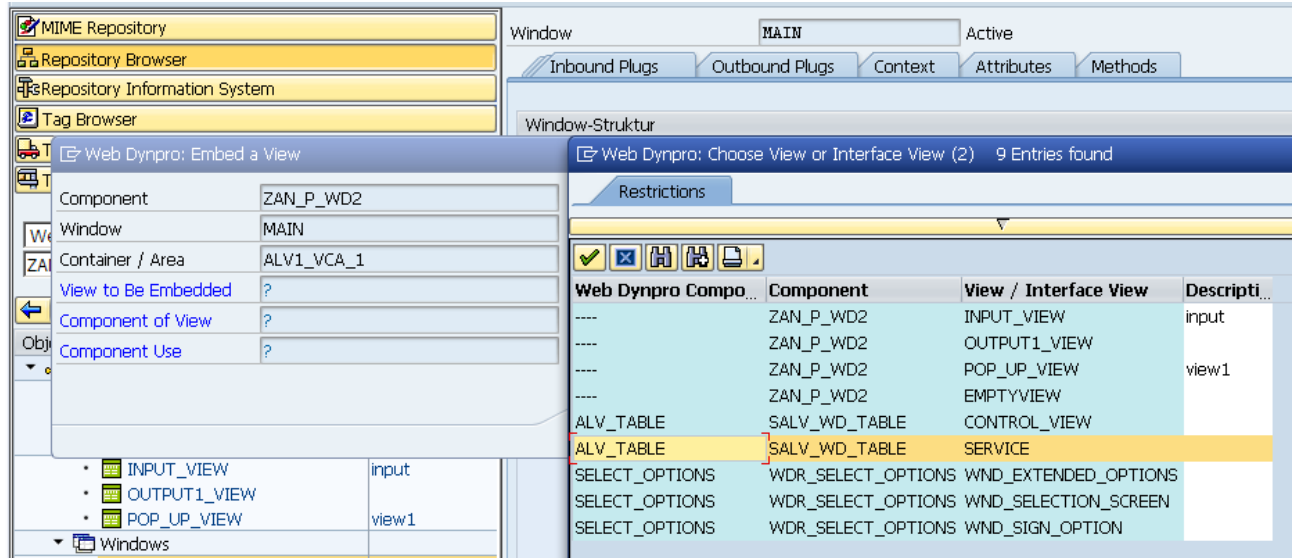 MIME Repository
Repository Browser
Repository Information System
Tag Browser
T
T
We
ZA
Obj
INPUT_VIEW input
OUTPUT1_VIEW
POP_UP_VIEW view1
Windows
Window MAIN Active
Inbound Plugs Outbound Plugs Context Attributes Methods
Window-Struktur
Web Dynpro: Embed a View
Component ZAN_P_WD2
Window MAIN
Container / Area ALV1_VCA_1
View to Be Embedded ?
Component of View ?
Component Use ?
Web Dynpro: Choose View or Interface View (2) 9 Entries found
Restrictions
Web Dynpro Compo... Component View / Interface View Descripti...
---- ZAN_P_WD2 INPUT_VIEW input
---- ZAN_P_WD2 OUTPUT1_VIEW
---- ZAN_P_WD2 POP_UP_VIEW view1
---- ZAN_P_WD2 EMPTYVIEW
ALV_TABLE SALV_WD_TABLE CONTROL_VIEW
ALV_TABLE SALV_WD_TABLE SERVICE
SELECT_OPTIONS WDR_SELECT_OPTIONS WND_EXTENDED_OPTIONS
SELECT_OPTIONS WDR_SELECT_OPTIONS WND_SELECTION_SCREEN
SELECT_OPTIONS WDR_SELECT_OPTIONS WND_SIGN_OPTION